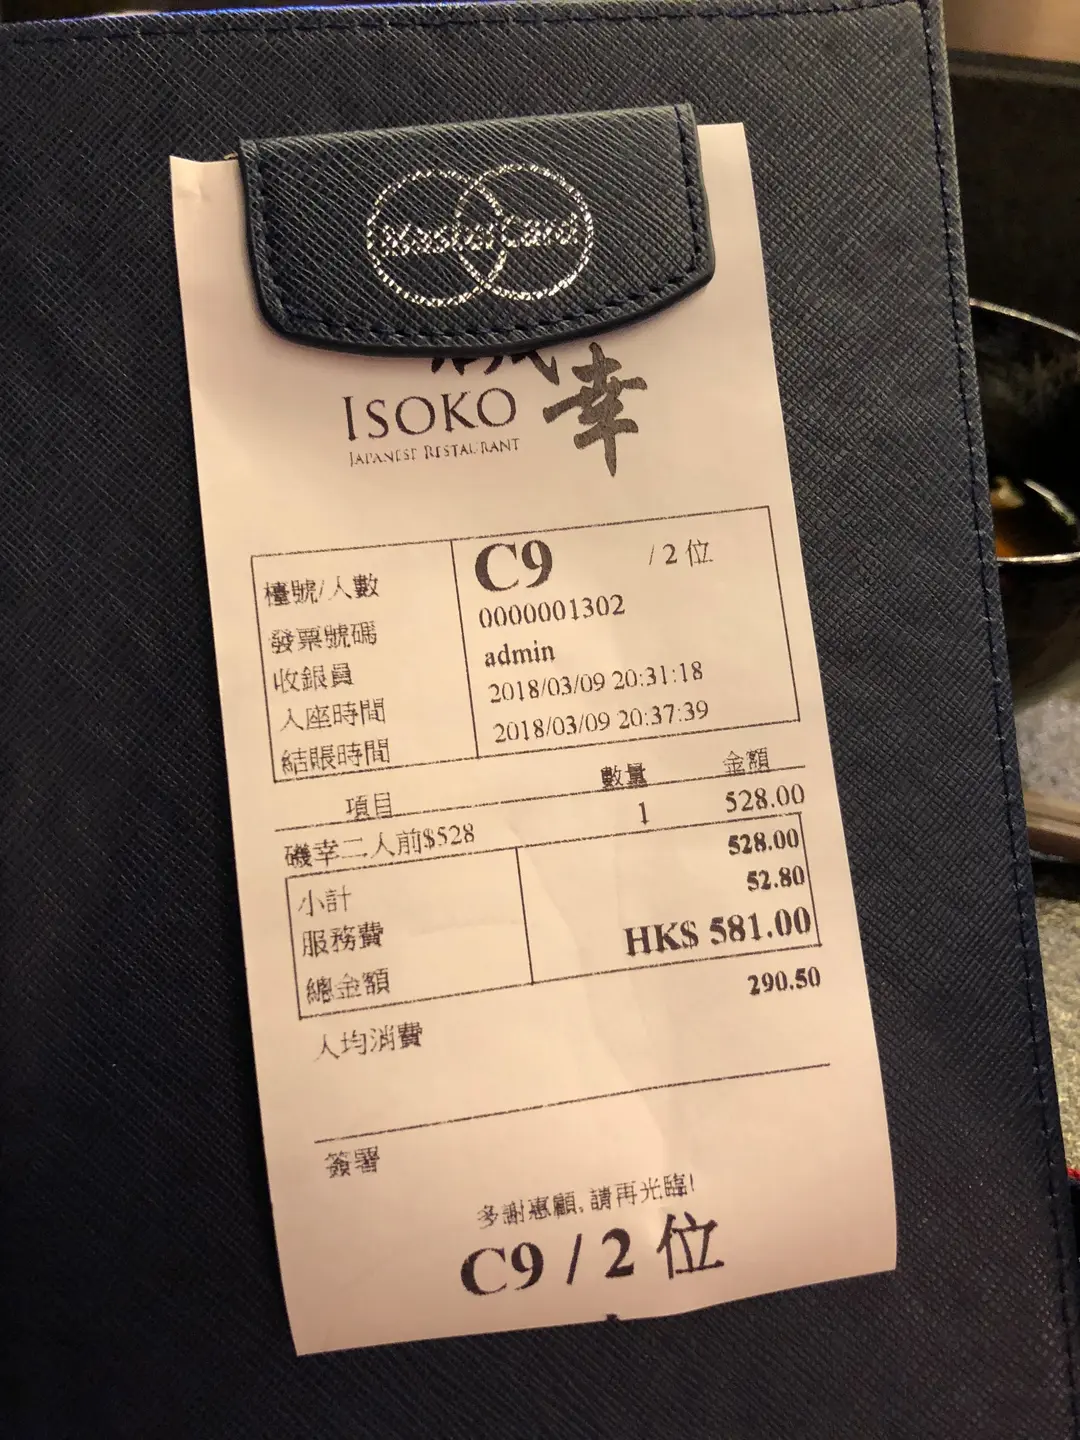 MasterCard
ISOKO
幸
JAPANESE RESTAURANT
檯號/人數 C9 / 2 位
發票號碼 0000001302
收銀員 admin
入座時間 2018/03/09 20:31:18
結賬時間 2018/03/09 20:37:39
項目 數量 金額
磯幸二人前$528 1 528.00
小計 528.00
服務費 52.80
總金額 HK$ 581.00
人均消費 290.50
簽署
多謝惠顧, 請再光臨!
C9 / 2 位